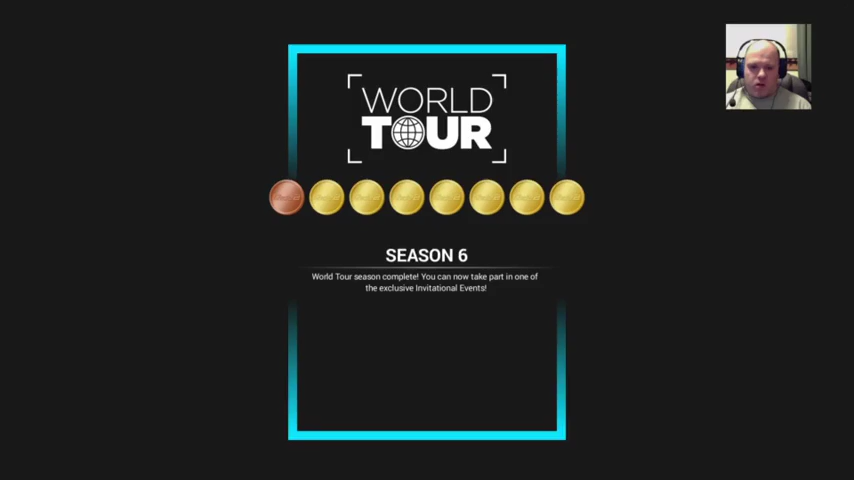 WORLD
TOUR
SEASON 6
World Tour season complete! You can now take part in one of
the exclusive Invitational Events!